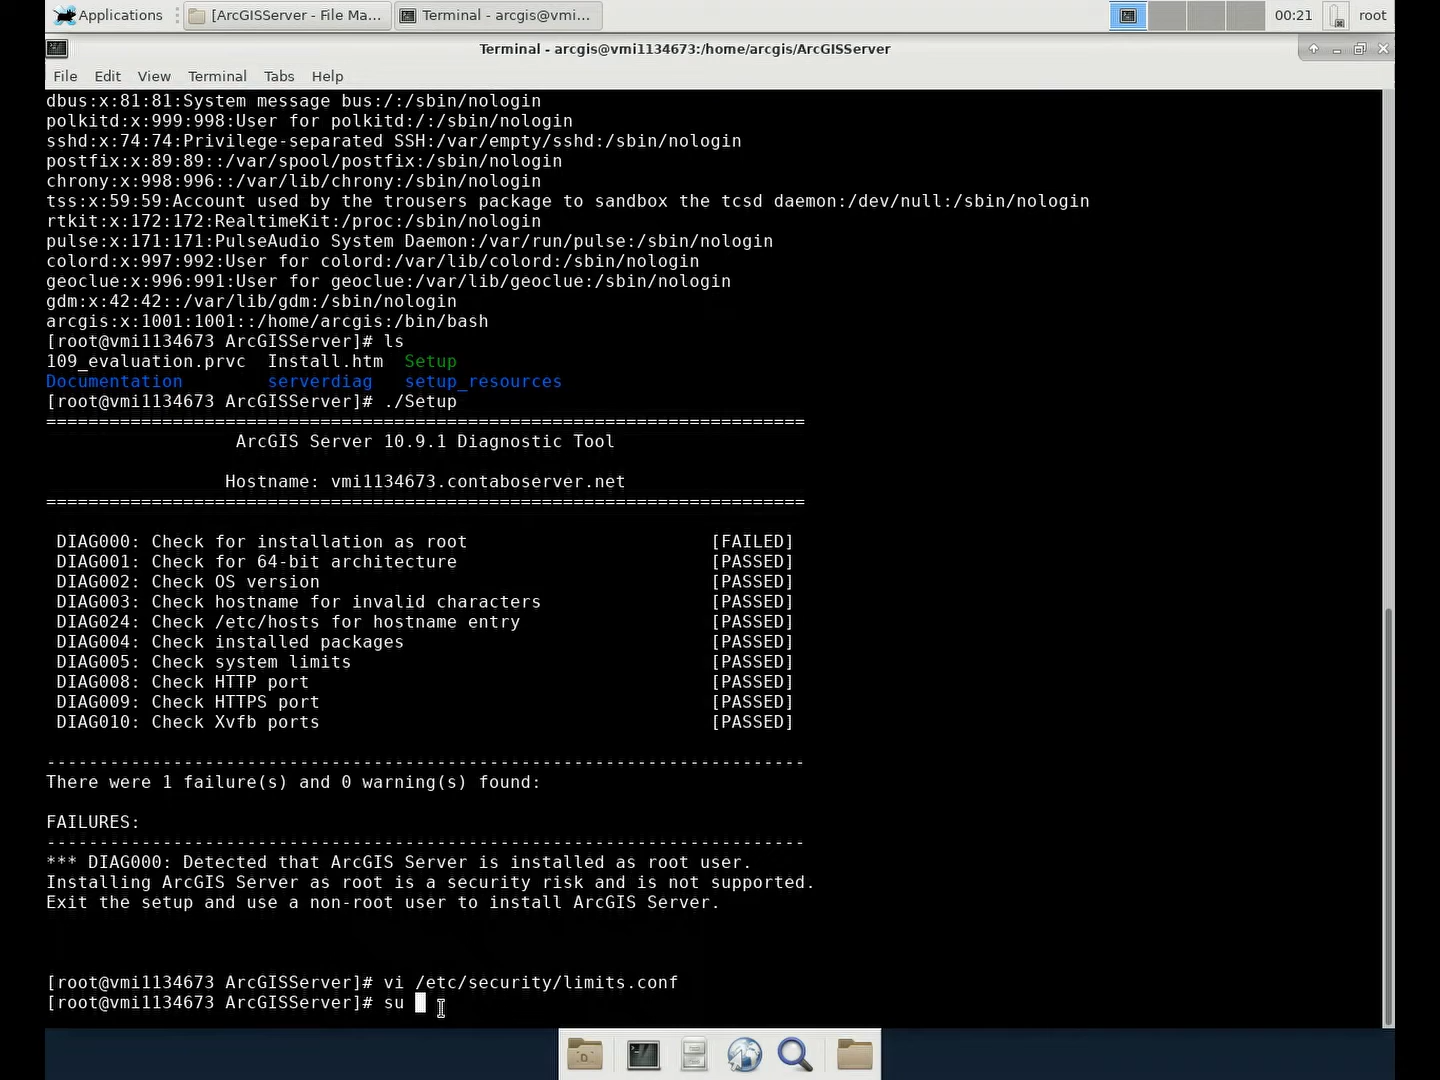 Applications
[ArcGISServer - File Ma...
Terminal - arcgis@vmi...
00:21
root
Terminal - arcgis@vmi1134673:/home/arcgis/ArcGISServer
File Edit View Terminal Tabs Help
dbus:x:81:81:System message bus:/:/sbin/nologin
polkitd:x:999:998:User for polkitd:/:/sbin/nologin
sshd:x:74:74:Privilege-separated SSH:/var/empty/sshd:/sbin/nologin
postfix:x:89:89::/var/spool/postfix:/sbin/nologin
chrony:x:998:996::/var/lib/chrony:/sbin/nologin
tss:x:59:59:Account used by the trousers package to sandbox the tcsd daemon:/dev/null:/sbin/nologin
rtkit:x:172:172:RealtimeKit:/proc:/sbin/nologin
pulse:x:171:171:PulseAudio System Daemon:/var/run/pulse:/sbin/nologin
colord:x:997:992:User for colord:/var/lib/colord:/sbin/nologin
geoclue:x:996:991:User for geoclue:/var/lib/geoclue:/sbin/nologin
gdm:x:42:42::/var/lib/gdm:/sbin/nologin
arcgis:x:1001:1001::/home/arcgis:/bin/bash
[root@vmi1134673 ArcGISServer]# ls
109_evaluation.prvc  Install.htm  Setup
Documentation        serverdiag   setup_resources
[root@vmi1134673 ArcGISServer]# ./Setup
========================================================================
ArcGIS Server 10.9.1 Diagnostic Tool
Hostname: vmi1134673.contaboserver.net
========================================================================
DIAG000: Check for installation as root [FAILED]
DIAG001: Check for 64-bit architecture [PASSED]
DIAG002: Check OS version [PASSED]
DIAG003: Check hostname for invalid characters [PASSED]
DIAG024: Check /etc/hosts for hostname entry [PASSED]
DIAG004: Check installed packages [PASSED]
DIAG005: Check system limits [PASSED]
DIAG008: Check HTTP port [PASSED]
DIAG009: Check HTTPS port [PASSED]
DIAG010: Check Xvfb ports [PASSED]
------------------------------------------------------------------------
There were 1 failure(s) and 0 warning(s) found:
FAILURES:
------------------------------------------------------------------------
*** DIAG000: Detected that ArcGIS Server is installed as root user.
Installing ArcGIS Server as root is a security risk and is not supported.
Exit the setup and use a non-root user to install ArcGIS Server.
[root@vmi1134673 ArcGISServer]# vi /etc/security/limits.conf
[root@vmi1134673 ArcGISServer]# su